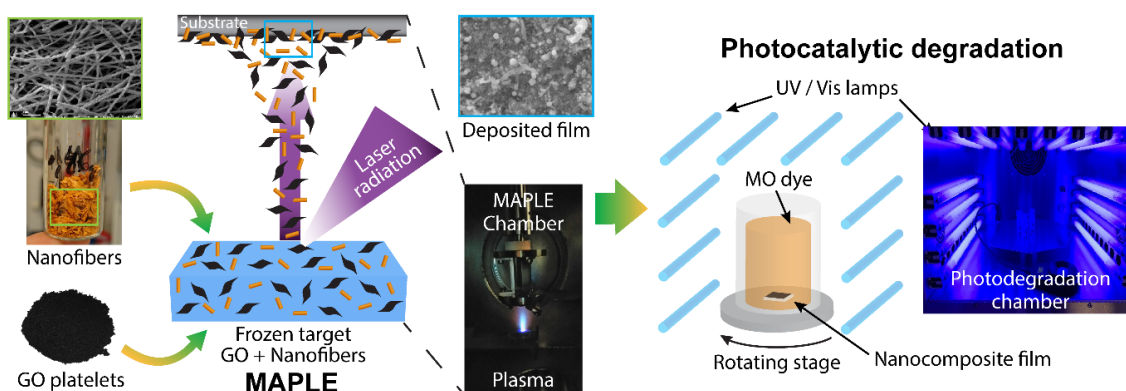 Substrate
Nanofibers
GO platelets
Laser
radiation
Frozen target
GO + Nanofibers
MAPLE
Deposited film
MAPLE
Chamber
Plasma
Photocatalytic degradation
UV / Vis lamps
MO dye
Rotating stage
Nanocomposite film
Photodegradation
chamber